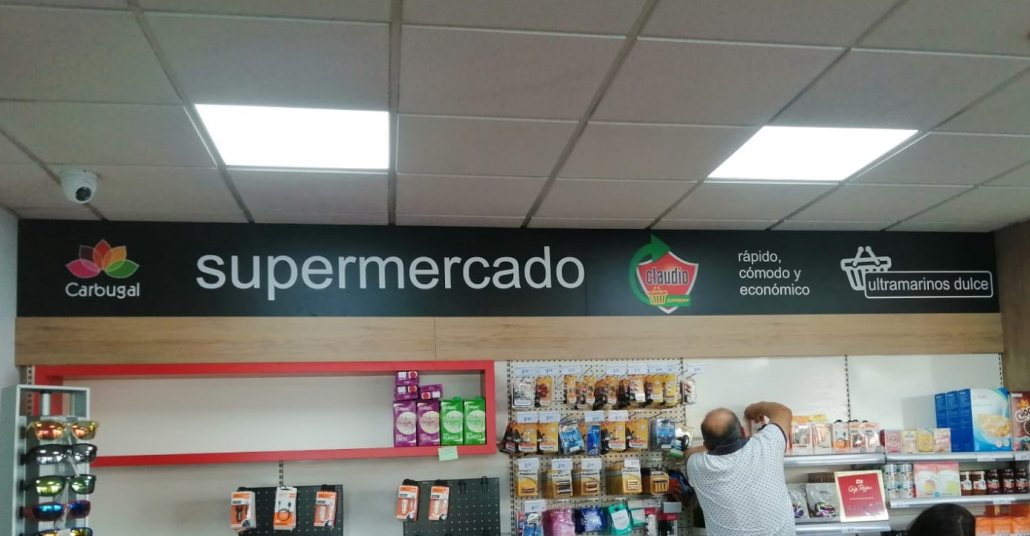 Carbugal
supermercado
claudio
rápido,
cómodo y
económico
ultramarinos dulce